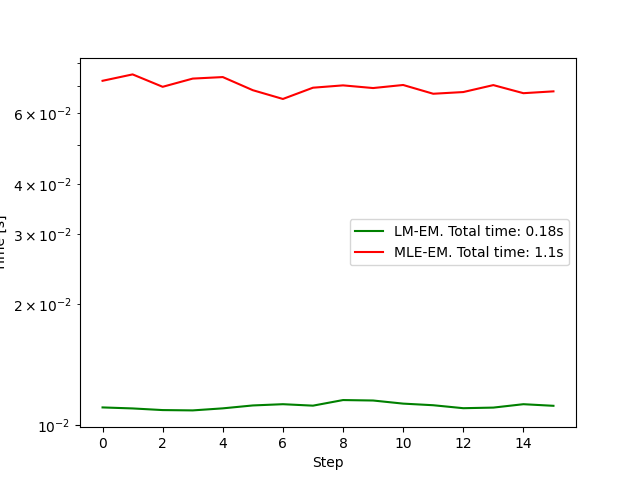 6 × 10⁻²
4 × 10⁻²
3 × 10⁻²
2 × 10⁻²
10⁻²
Time [s]
LM-EM. Total time: 0.18s
MLE-EM. Total time: 1.1s
0 2 4 6 8 10 12 14
Step